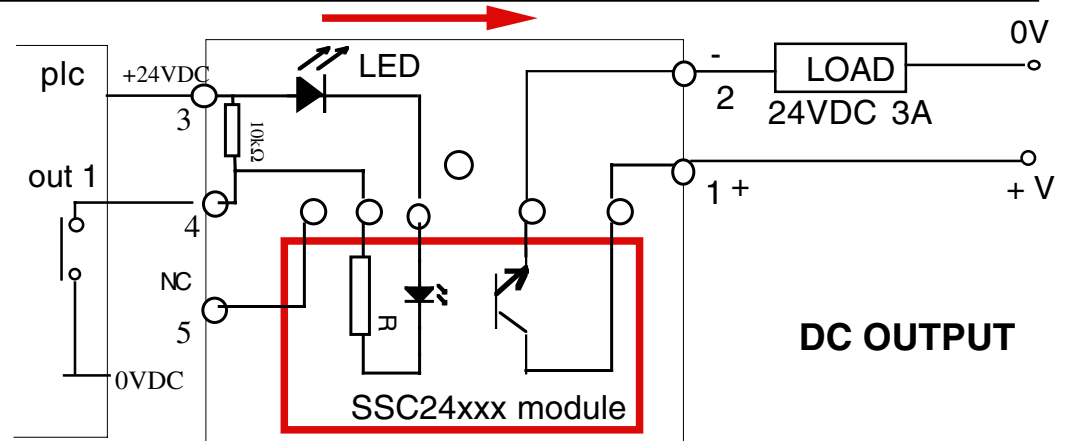 0V
LED
plc
+24VDC
-
LOAD
3
2
24VDC 3A
10kΩ
out 1
1 +
+ V
4
NC
5
R
DC OUTPUT
0VDC
SSC24xxx module